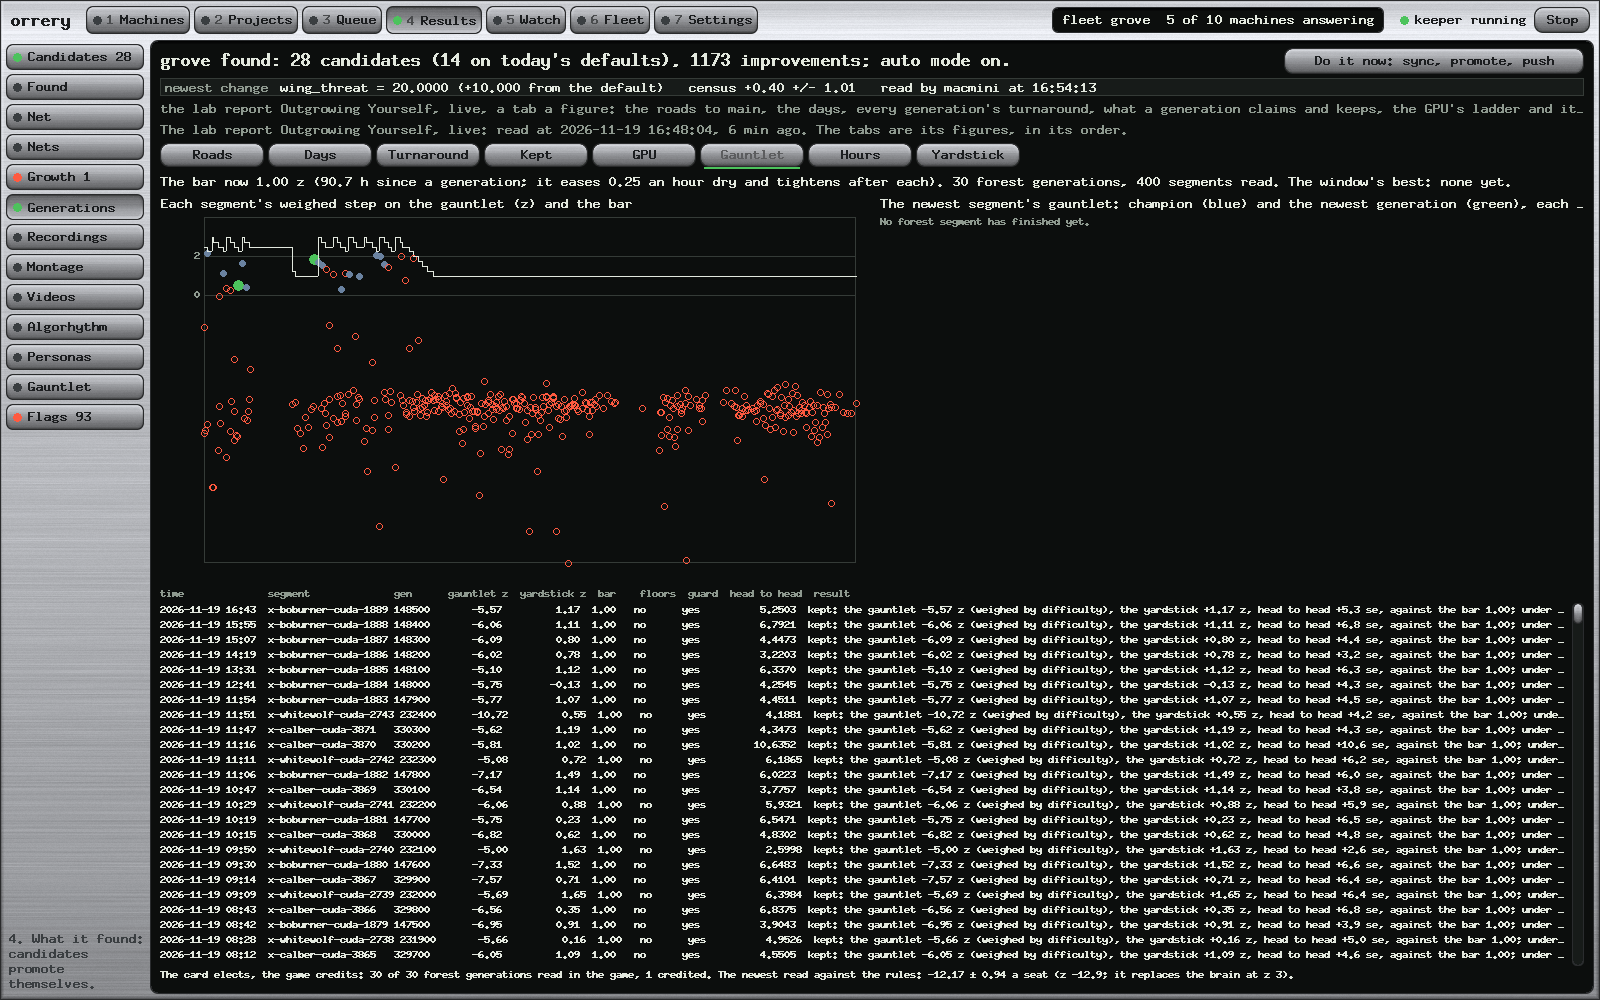 orrery
1 Machines
2 Projects
3 Queue
4 Results
5 Watch
6 Fleet
7 Settings
fleet grove 5 of 10 machines answering
keeper running
Stop
Candidates 28
Found
Net
Nets
Growth 1
Generations
Recordings
Montage
Videos
Algorhythm
Personas
Gauntlet
Flags 93
4. What it found:
candidates
promote
themselves.
grove found: 28 candidates (14 on today's defaults), 1173 improvements; auto mode on.
Do it now: sync, promote, push
newest change wing_threat = 20.0000 (+10.000 from the default) census +0.40 +/- 1.01 read by macmini at 16:54:13
the lab report Outgrowing Yourself, live, a tab a figure: the roads to main, the days, every generation's turnaround, what a generation claims and keeps, the GPU's ladder and it…
The lab report Outgrowing Yourself, live: read at 2026-11-19 16:48:04, 6 min ago. The tabs are its figures, in its order.
Roads
Days
Turnaround
Kept
GPU
Gauntlet
Hours
Yardstick
The bar now 1.00 z (90.7 h since a generation; it eases 0.25 an hour dry and tightens after each). 30 forest generations, 400 segments read. The window's best: none yet.
Each segment's weighed step on the gauntlet (z) and the bar
The newest segment's gauntlet: champion (blue) and the newest generation (green), each …
No forest segment has finished yet.
2
0
time segment gen gauntlet z yardstick z bar floors guard head to head result
2026-11-19 16:43 x-boburner-cuda-1889 148500 -5.57 1.17 1.00 no yes 5.2503 kept: the gauntlet -5.57 z (weighed by difficulty), the yardstick +1.17 z, head to head +5.3 se, against the bar 1.00; under …
2026-11-19 15:55 x-boburner-cuda-1888 148400 -6.06 1.11 1.00 no yes 6.7921 kept: the gauntlet -6.06 z (weighed by difficulty), the yardstick +1.11 z, head to head +6.8 se, against the bar 1.00; under …
2026-11-19 15:07 x-boburner-cuda-1887 148300 -6.09 0.80 1.00 no yes 4.4473 kept: the gauntlet -6.09 z (weighed by difficulty), the yardstick +0.80 z, head to head +4.4 se, against the bar 1.00; under …
2026-11-19 14:19 x-boburner-cuda-1886 148200 -6.02 0.78 1.00 no yes 3.2203 kept: the gauntlet -6.02 z (weighed by difficulty), the yardstick +0.78 z, head to head +3.2 se, against the bar 1.00; under …
2026-11-19 13:31 x-boburner-cuda-1885 148100 -5.10 1.12 1.00 no yes 6.3370 kept: the gauntlet -5.10 z (weighed by difficulty), the yardstick +1.12 z, head to head +6.3 se, against the bar 1.00; under …
2026-11-19 12:41 x-boburner-cuda-1884 148000 -5.75 -0.13 1.00 no yes 4.2545 kept: the gauntlet -5.75 z (weighed by difficulty), the yardstick -0.13 z, head to head +4.3 se, against the bar 1.00; under …
2026-11-19 11:54 x-boburner-cuda-1883 147900 -5.77 1.07 1.00 no yes 4.4511 kept: the gauntlet -5.77 z (weighed by difficulty), the yardstick +1.07 z, head to head +4.5 se, against the bar 1.00; under …
2026-11-19 11:51 x-whitewolf-cuda-2743 232400 -10.72 0.55 1.00 no yes 4.1881 kept: the gauntlet -10.72 z (weighed by difficulty), the yardstick +0.55 z, head to head +4.2 se, against the bar 1.00; unde…
2026-11-19 11:47 x-calber-cuda-3871 330300 -5.62 1.19 1.00 no yes 4.3473 kept: the gauntlet -5.62 z (weighed by difficulty), the yardstick +1.19 z, head to head +4.3 se, against the bar 1.00; under …
2026-11-19 11:16 x-calber-cuda-3870 330200 -5.81 1.02 1.00 no yes 10.6352 kept: the gauntlet -5.81 z (weighed by difficulty), the yardstick +1.02 z, head to head +10.6 se, against the bar 1.00; under…
2026-11-19 11:11 x-whitewolf-cuda-2742 232300 -5.08 0.72 1.00 no yes 6.1865 kept: the gauntlet -5.08 z (weighed by difficulty), the yardstick +0.72 z, head to head +6.2 se, against the bar 1.00; under…
2026-11-19 11:06 x-boburner-cuda-1882 147800 -7.17 1.49 1.00 no yes 6.0223 kept: the gauntlet -7.17 z (weighed by difficulty), the yardstick +1.49 z, head to head +6.0 se, against the bar 1.00; under …
2026-11-19 10:47 x-calber-cuda-3869 330100 -6.54 1.14 1.00 no yes 3.7757 kept: the gauntlet -6.54 z (weighed by difficulty), the yardstick +1.14 z, head to head +3.8 se, against the bar 1.00; under …
2026-11-19 10:29 x-whitewolf-cuda-2741 232200 -6.06 0.88 1.00 no yes 5.9321 kept: the gauntlet -6.06 z (weighed by difficulty), the yardstick +0.88 z, head to head +5.9 se, against the bar 1.00; under…
2026-11-19 10:19 x-boburner-cuda-1881 147700 -5.75 0.23 1.00 no yes 6.5471 kept: the gauntlet -5.75 z (weighed by difficulty), the yardstick +0.23 z, head to head +6.5 se, against the bar 1.00; under …
2026-11-19 10:15 x-calber-cuda-3868 330000 -6.82 0.62 1.00 no yes 4.8302 kept: the gauntlet -6.82 z (weighed by difficulty), the yardstick +0.62 z, head to head +4.8 se, against the bar 1.00; under …
2026-11-19 09:50 x-whitewolf-cuda-2740 232100 -5.00 1.63 1.00 no yes 2.5998 kept: the gauntlet -5.00 z (weighed by difficulty), the yardstick +1.63 z, head to head +2.6 se, against the bar 1.00; under…
2026-11-19 09:30 x-boburner-cuda-1880 147600 -7.33 1.52 1.00 no yes 6.6483 kept: the gauntlet -7.33 z (weighed by difficulty), the yardstick +1.52 z, head to head +6.6 se, against the bar 1.00; under …
2026-11-19 09:14 x-calber-cuda-3867 329900 -7.57 0.71 1.00 no yes 6.4101 kept: the gauntlet -7.57 z (weighed by difficulty), the yardstick +0.71 z, head to head +6.4 se, against the bar 1.00; under …
2026-11-19 09:09 x-whitewolf-cuda-2739 232000 -5.69 1.65 1.00 no yes 6.3984 kept: the gauntlet -5.69 z (weighed by difficulty), the yardstick +1.65 z, head to head +6.4 se, against the bar 1.00; under…
2026-11-19 08:43 x-calber-cuda-3866 329800 -6.56 0.35 1.00 no yes 6.8375 kept: the gauntlet -6.56 z (weighed by difficulty), the yardstick +0.35 z, head to head +6.8 se, against the bar 1.00; under …
2026-11-19 08:42 x-boburner-cuda-1879 147500 -6.95 0.91 1.00 no yes 3.9043 kept: the gauntlet -6.95 z (weighed by difficulty), the yardstick +0.91 z, head to head +3.9 se, against the bar 1.00; under …
2026-11-19 08:28 x-whitewolf-cuda-2738 231900 -5.66 0.16 1.00 no yes 4.9526 kept: the gauntlet -5.66 z (weighed by difficulty), the yardstick +0.16 z, head to head +5.0 se, against the bar 1.00; under…
2026-11-19 08:12 x-calber-cuda-3865 329700 -6.05 1.09 1.00 no yes 4.5505 kept: the gauntlet -6.05 z (weighed by difficulty), the yardstick +1.09 z, head to head +4.6 se, against the bar 1.00; under …
The card elects, the game credits: 30 of 30 forest generations read in the game, 1 credited. The newest read against the rules: -12.17 ± 0.94 a seat (z -12.9; it replaces the brain at z 3).